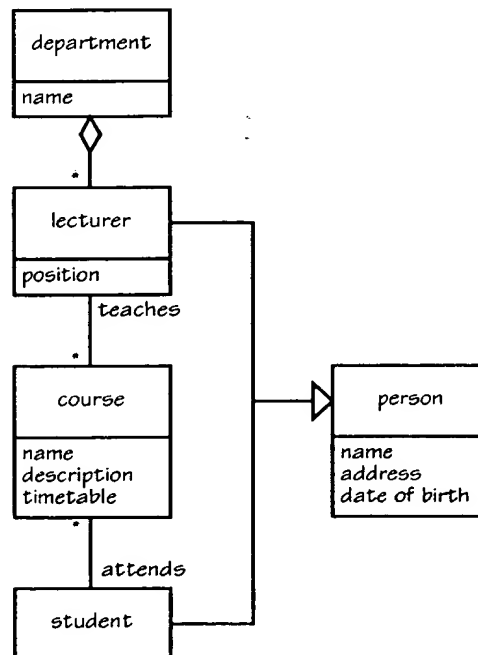 department
name
*
lecturer
position
teaches
*
course
name
description
timetable
*
attends
student
person
name
address
date of birth